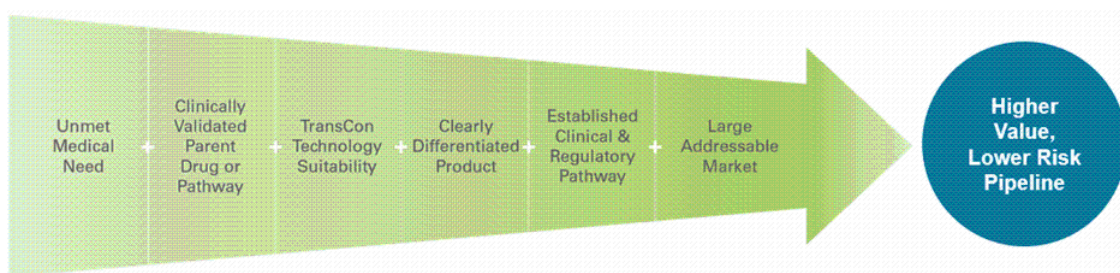 Unmet
Medical
Need
+
Clinically
Validated
Parent
Drug or
Pathway
+
TransCon
Technology
Suitability
+
Clearly
Differentiated
Product
+
Established
Clinical &
Regulatory
Pathway
+
Large
Addressable
Market
Higher
Value,
Lower Risk
Pipeline